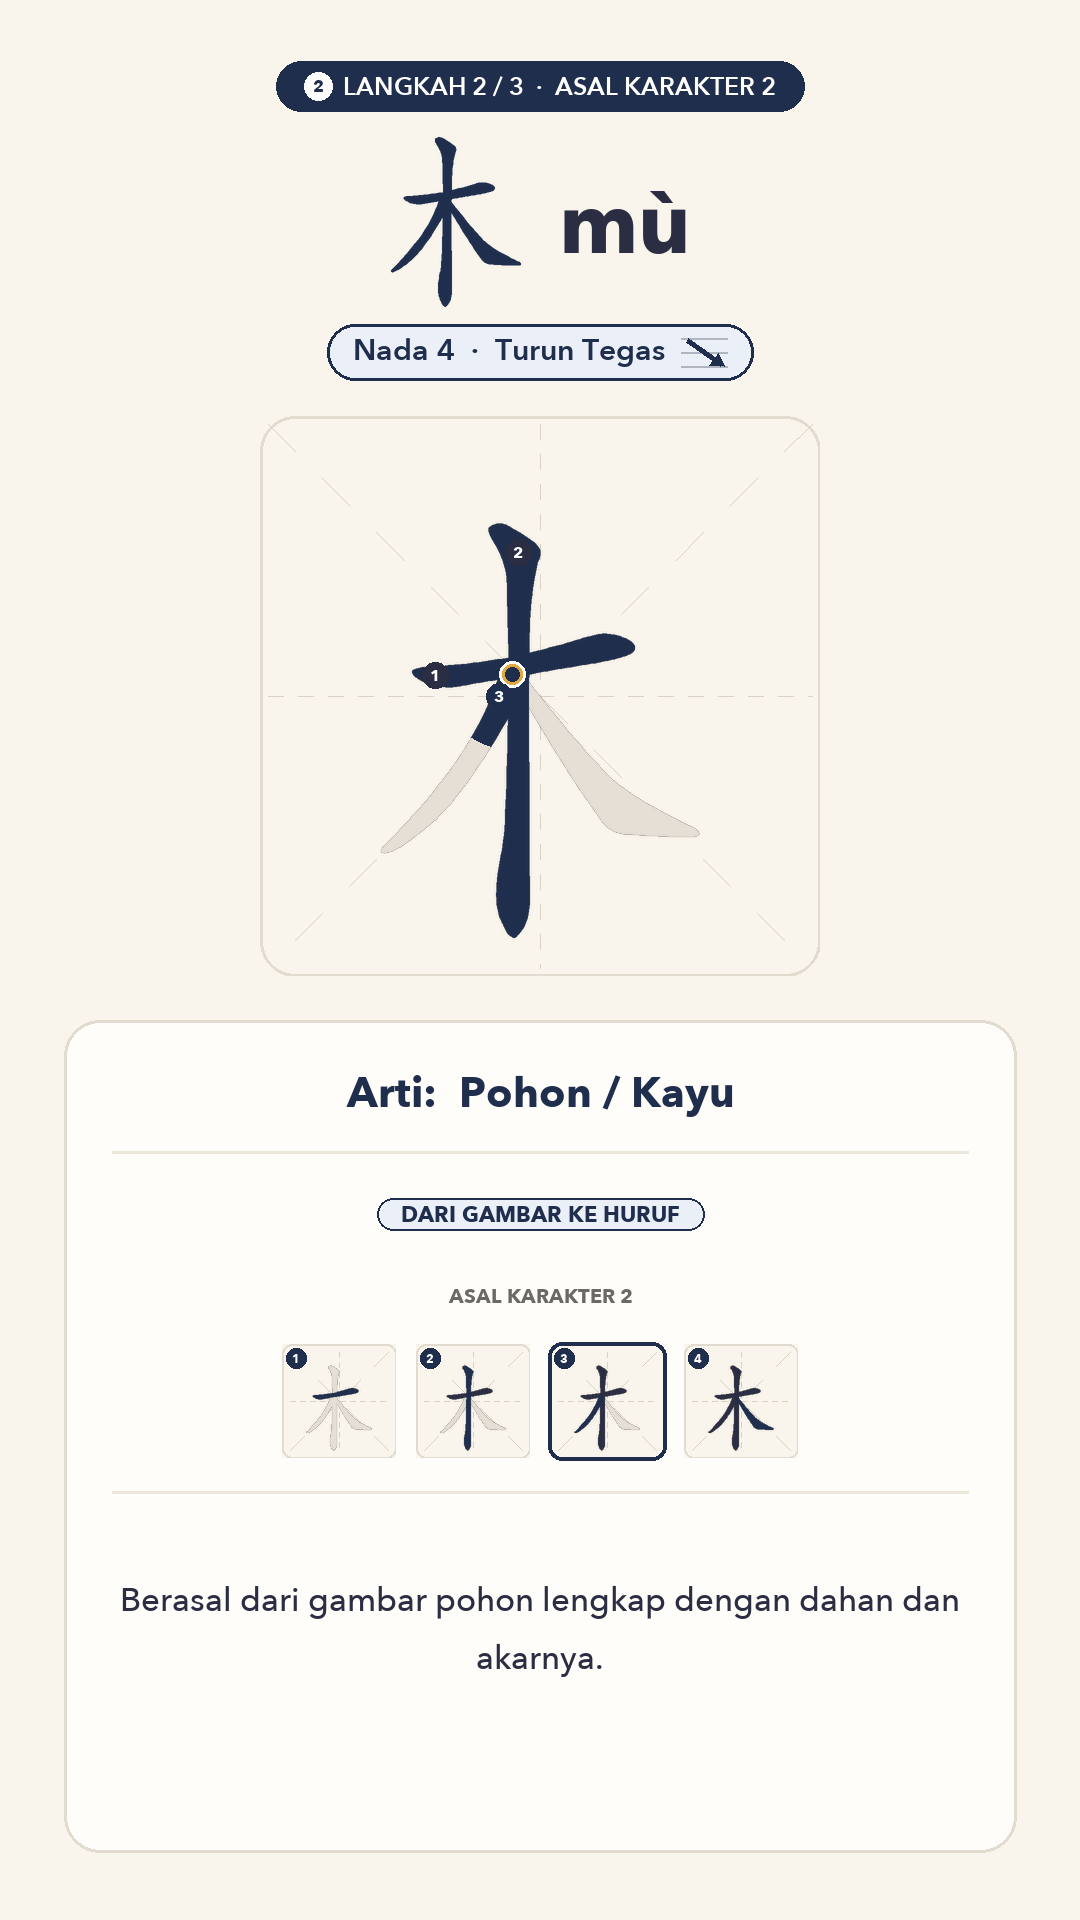 2 LANGKAH 2 / 3 · ASAL KARAKTER 2
木 mù
Nada 4 · Turun Tegas
2
1
3
Arti: Pohon / Kayu
DARI GAMBAR KE HURUF
ASAL KARAKTER 2
1 2 3 4
Berasal dari gambar pohon lengkap dengan dahan dan
akarnya.